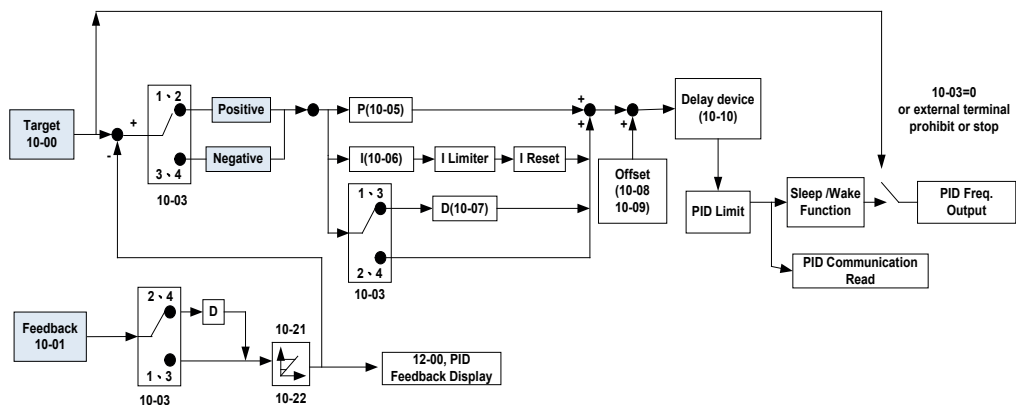 Target
10-00
+
-
1、2
3、4
10-03
Positive
Negative
P(10-05)
I(10-06)
I Limiter
I Reset
1、3
2、4
10-03
D(10-07)
+
+
+
Offset
(10-08
10-09)
Delay device
(10-10)
PID Limit
Sleep /Wake
Function
10-03=0
or external terminal
prohibit or stop
PID Freq.
Output
PID Communication
Read
Feedback
10-01
2、4
1、3
10-03
D
10-21
10-22
12-00, PID
Feedback Display